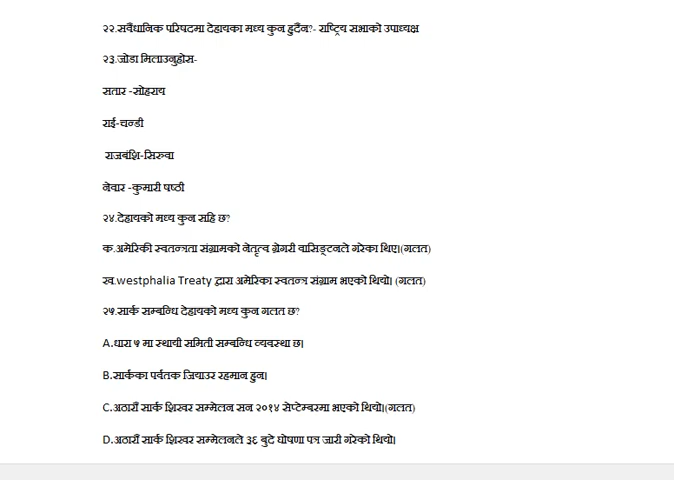 २२.सवैंधानिक परिषदमा देहायका मध्य कुन हुदैंन?- राष्ट्रिय सभाको उपाध्यक्ष
२३.जोडा मिलाउनुहोस-
सतार -सोहराय
राई-चन्डी
राजबंशि-सिरुवा
नेवार -कुमारी षष्ठी
२४.देहायको मध्य कुन सहि छ?
क.अमेरिकी स्वतन्त्रता संग्रामको नेतृत्व ग्रेगरी वासिङ्टनले गरेका थिए।(गलत)
ख.westphalia Treaty द्वारा अमेरिका स्वतन्त्र संग्राम भएको थियो। (गलत)
२५.सार्क सम्बन्धि देहायको मध्य कुन गलत छ?
A.धारा ५ मा स्थायी समिती सम्बन्धि व्यवस्था छ।
B.सार्कका पर्वतक जियाउर रहमान हुन।
C.अठारौँ सार्क शिखर सम्मेलन सन २०१४ सेप्टेम्बरमा भएको थियो।(गलत)
D.अठारौँ सार्क शिखर सम्मेलनले ३६ बुदे घोषणा पत्र जारी गरेको थियो।